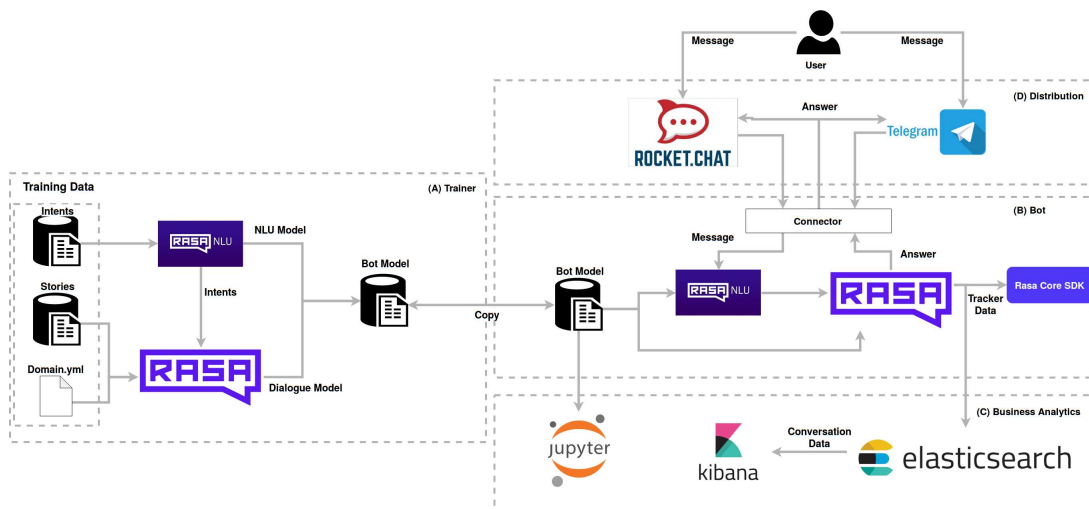 Message
Message
User
(D) Distribution
Answer
ROCKET.CHAT
Telegram
Training Data
(A) Trainer
Intents
RASA NLU
NLU Model
Connector
(B) Bot
Message
Answer
Bot Model
Bot Model
RASA NLU
RASA
Rasa Core SDK
Tracker
Data
Stories
Intents
Copy
Domain.yml
RASA
Dialogue Model
(C) Business Analytics
jupyter
kibana
Conversation
Data
elasticsearch